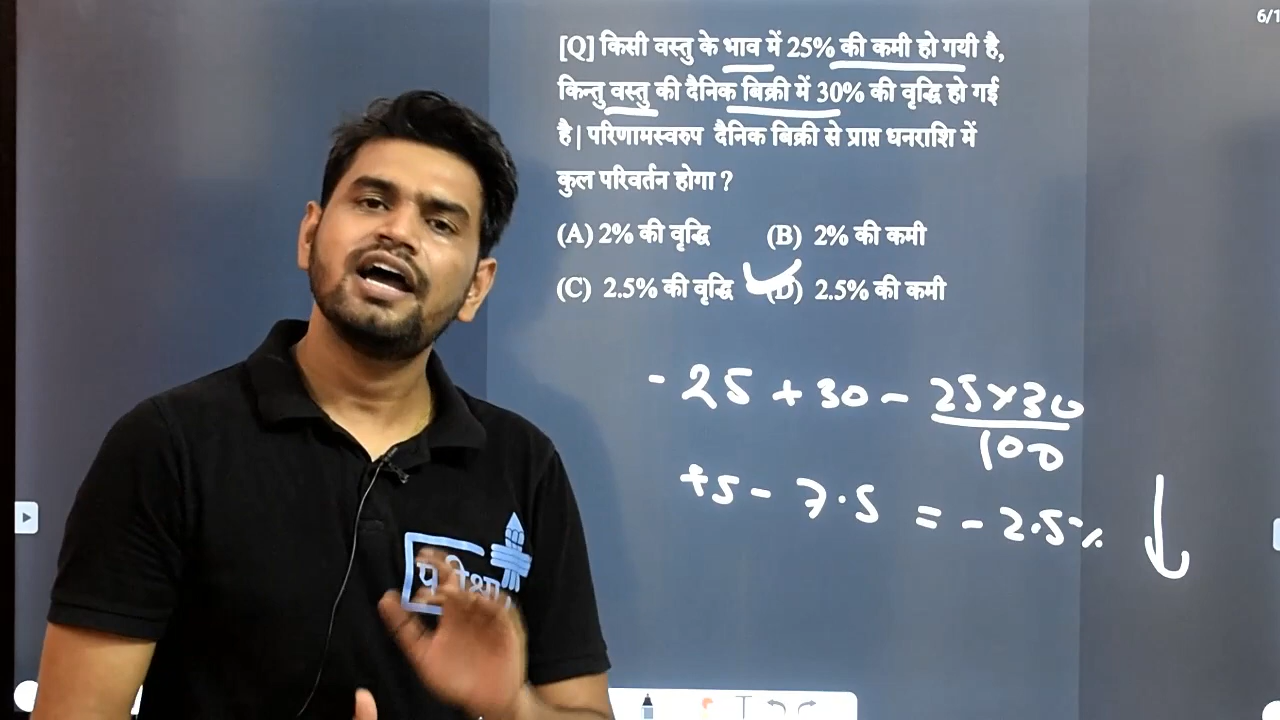 6/1
[Q] किसी वस्तु के भाव में 25% की कमी हो गयी है,
किन्तु वस्तु की दैनिक बिक्री में 30% की वृद्धि हो गई
है | परिणामस्वरुप दैनिक बिक्री से प्राप्त धनराशि में
कुल परिवर्तन होगा ?
(A) 2% की वृद्धि (B) 2% की कमी
(C) 2.5% की वृद्धि (D) 2.5% की कमी
- 25 + 30 - 25×30
100
+5 - 7.5 = - 2.5%
परीक्षा
T